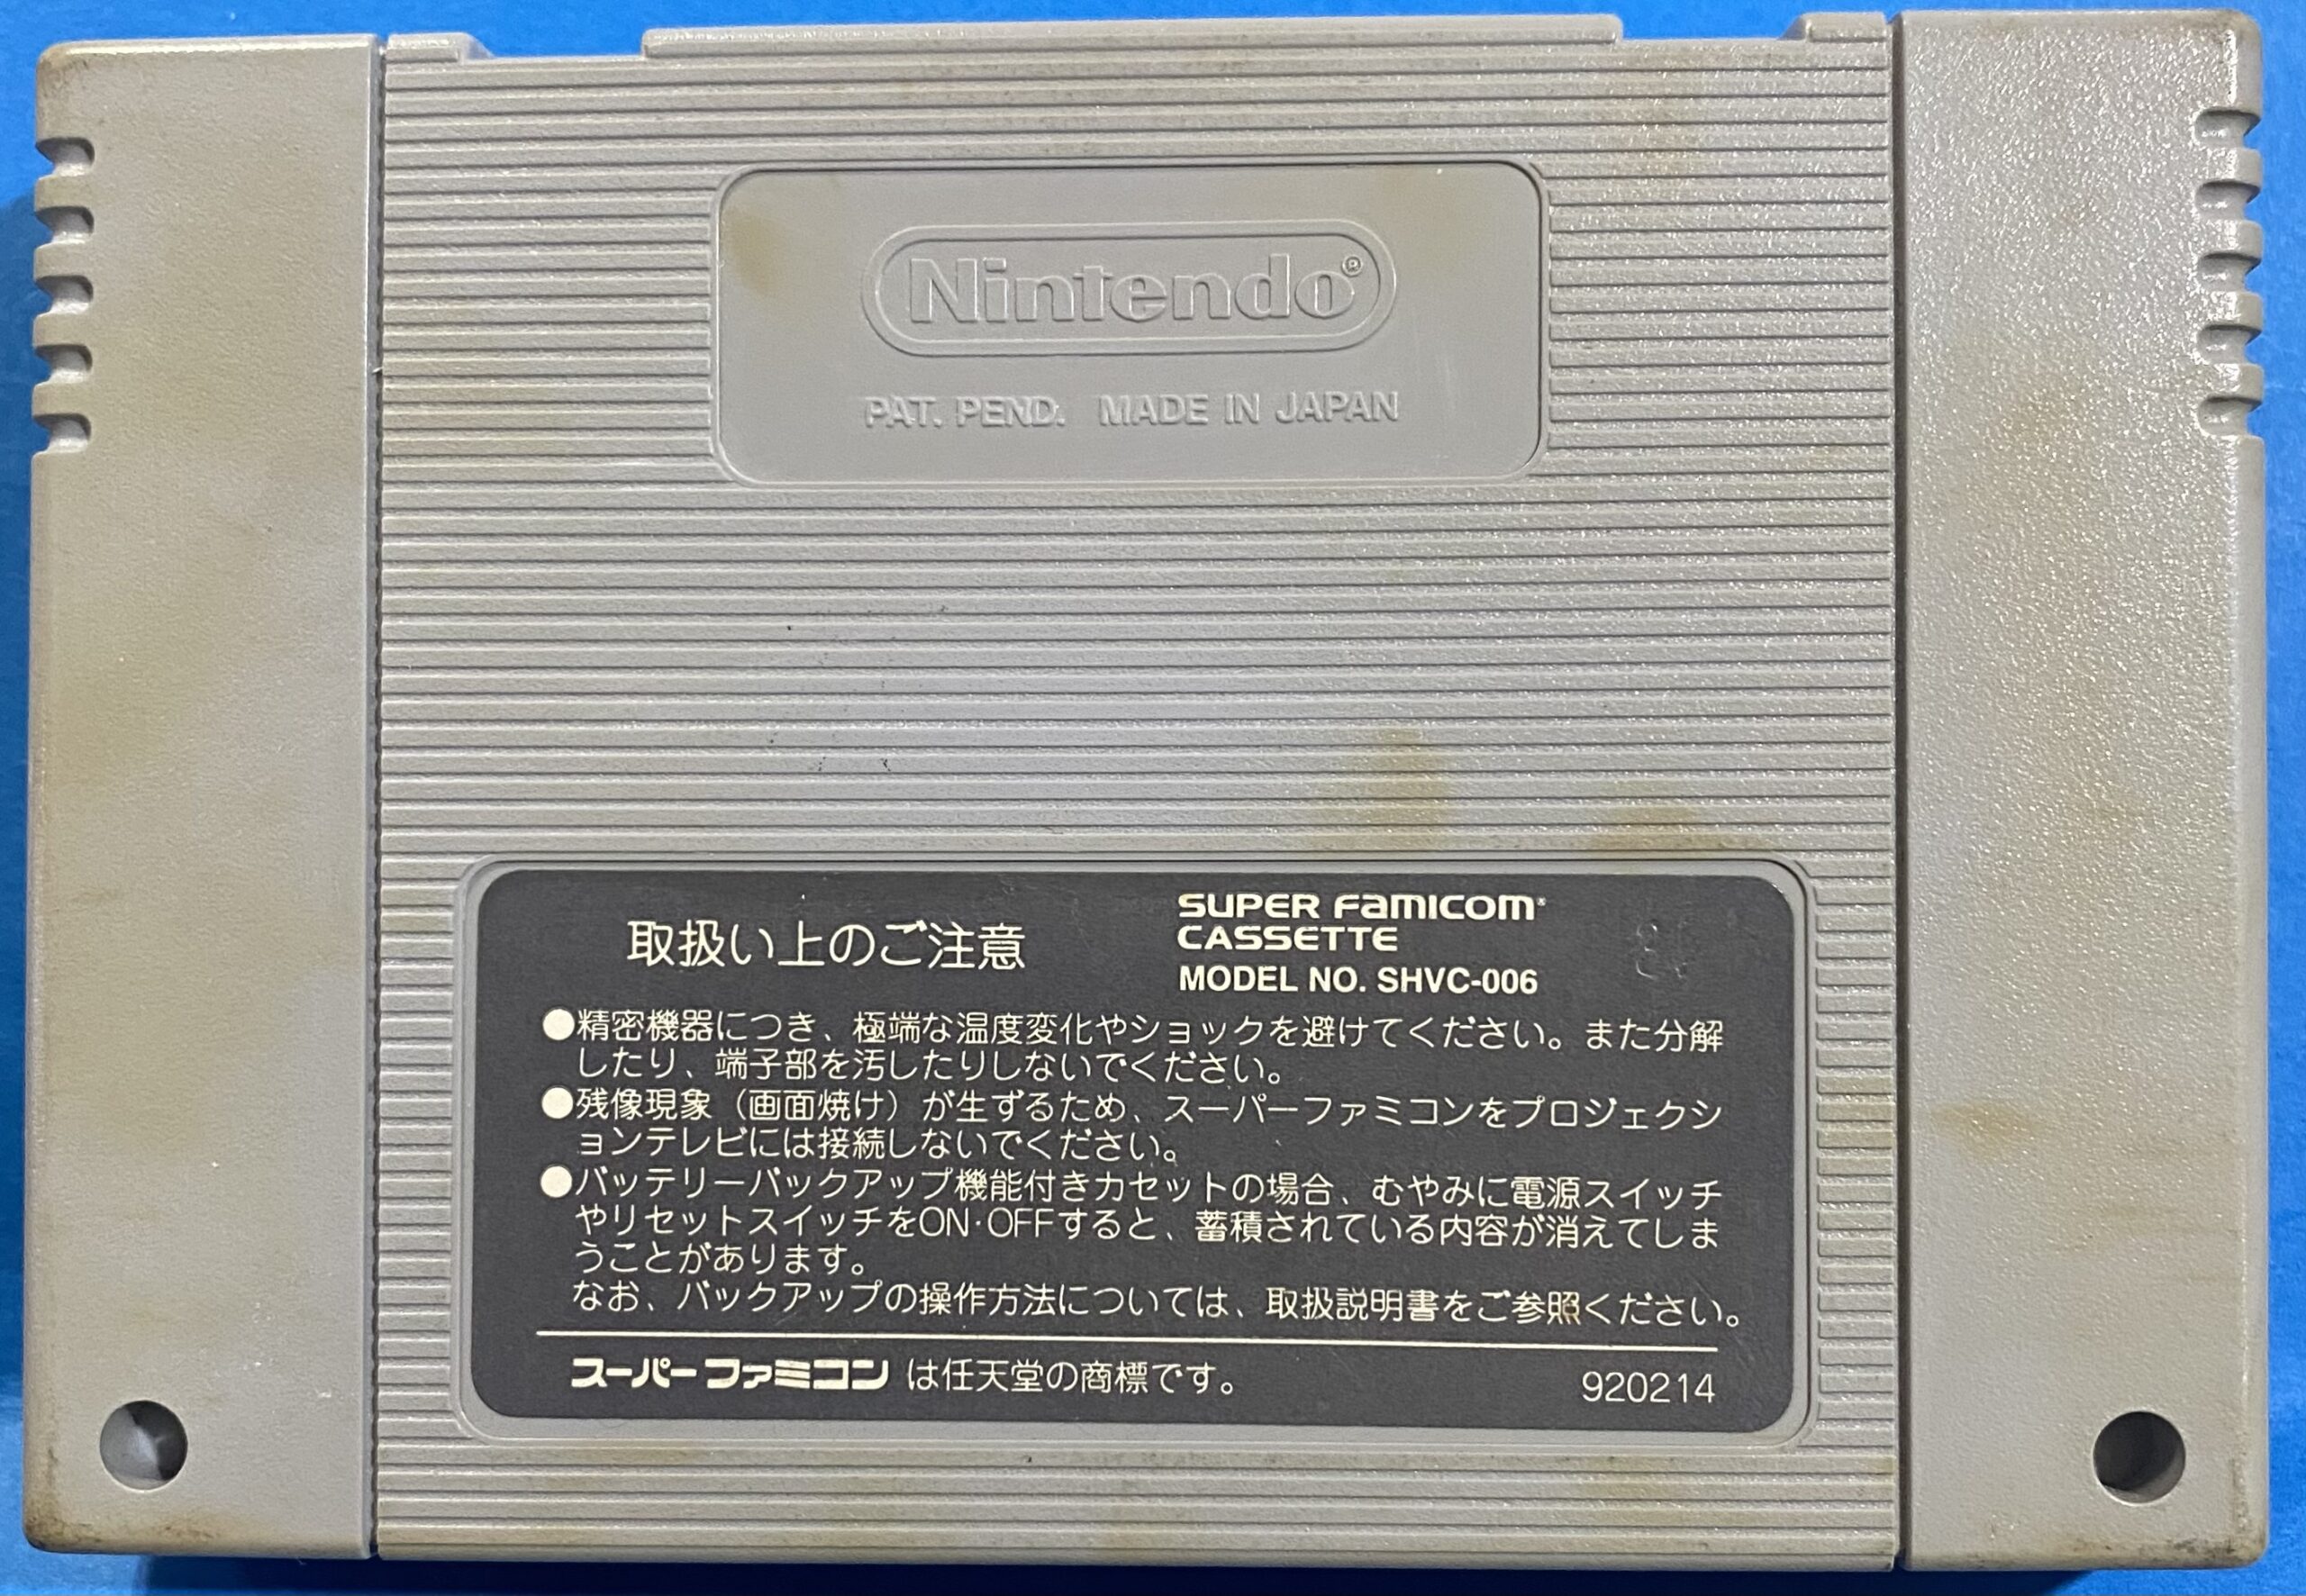 Nintendo®
PAT. PEND. MADE IN JAPAN
取扱い上のご注意
SUPER FAMICOM
CASSETTE
MODEL NO. SHVC-006
●精密機器につき、極端な温度変化やショックを避けてください。また分解
したり、端子部を汚したりしないでください。
●残像現象（画面焼け）が生ずるため、スーパーファミコンをプロジェクシ
ョンテレビには接続しないでください。
●バッテリーバックアップ機能付きカセットの場合、むやみに電源スイッチ
やリセットスイッチをON·OFFすると、蓄積されている内容が消えてしま
うことがあります。
なお、バックアップの操作方法については、取扱説明書をご参照ください。
スーパーファミコン は任天堂の商標です。
920214